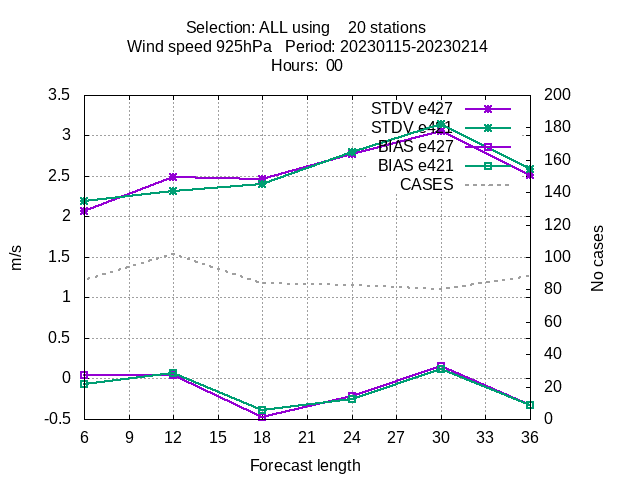 Selection: ALL using 20 stations
Wind speed 925hPa Period: 20230115-20230214
Hours: 00
3.5
3
2.5
2
1.5
1
0.5
0
-0.5
m/s
STDV e427
STDV e421
BIAS e427
BIAS e421
CASES
200
180
160
140
120
100
80
60
40
20
0
No cases
6 9 12 15 18 21 24 27 30 33 36
Forecast length